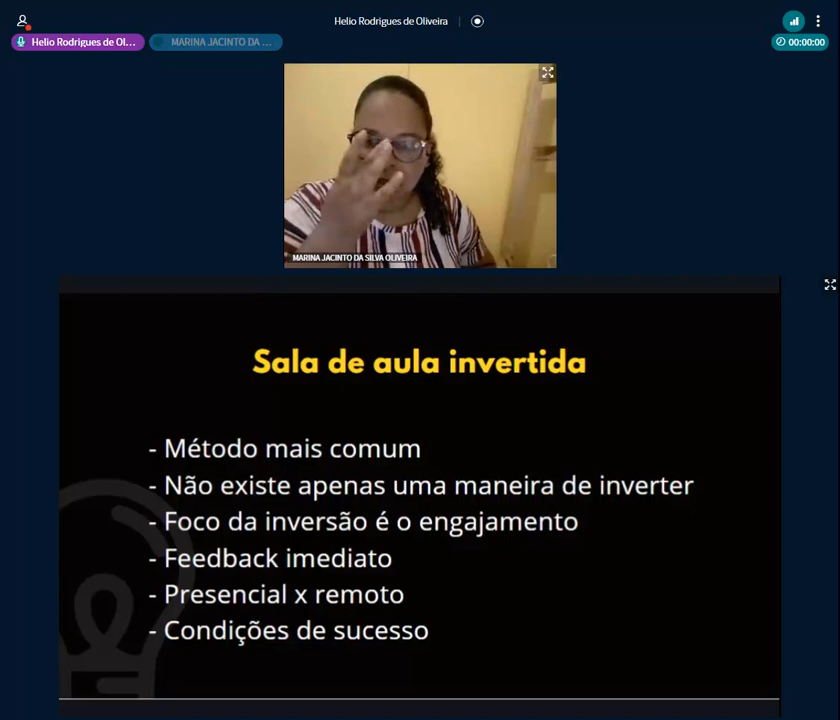 Helio Rodrigues de Oliveira
Helio Rodrigues de Ol...
MARINA JACINTO DA ...
00:00:00
MARINA JACINTO DA SILVA OLIVEIRA
Sala de aula invertida
- Método mais comum
- Não existe apenas uma maneira de inverter
- Foco da inversão é o engajamento
- Feedback imediato
- Presencial x remoto
- Condições de sucesso